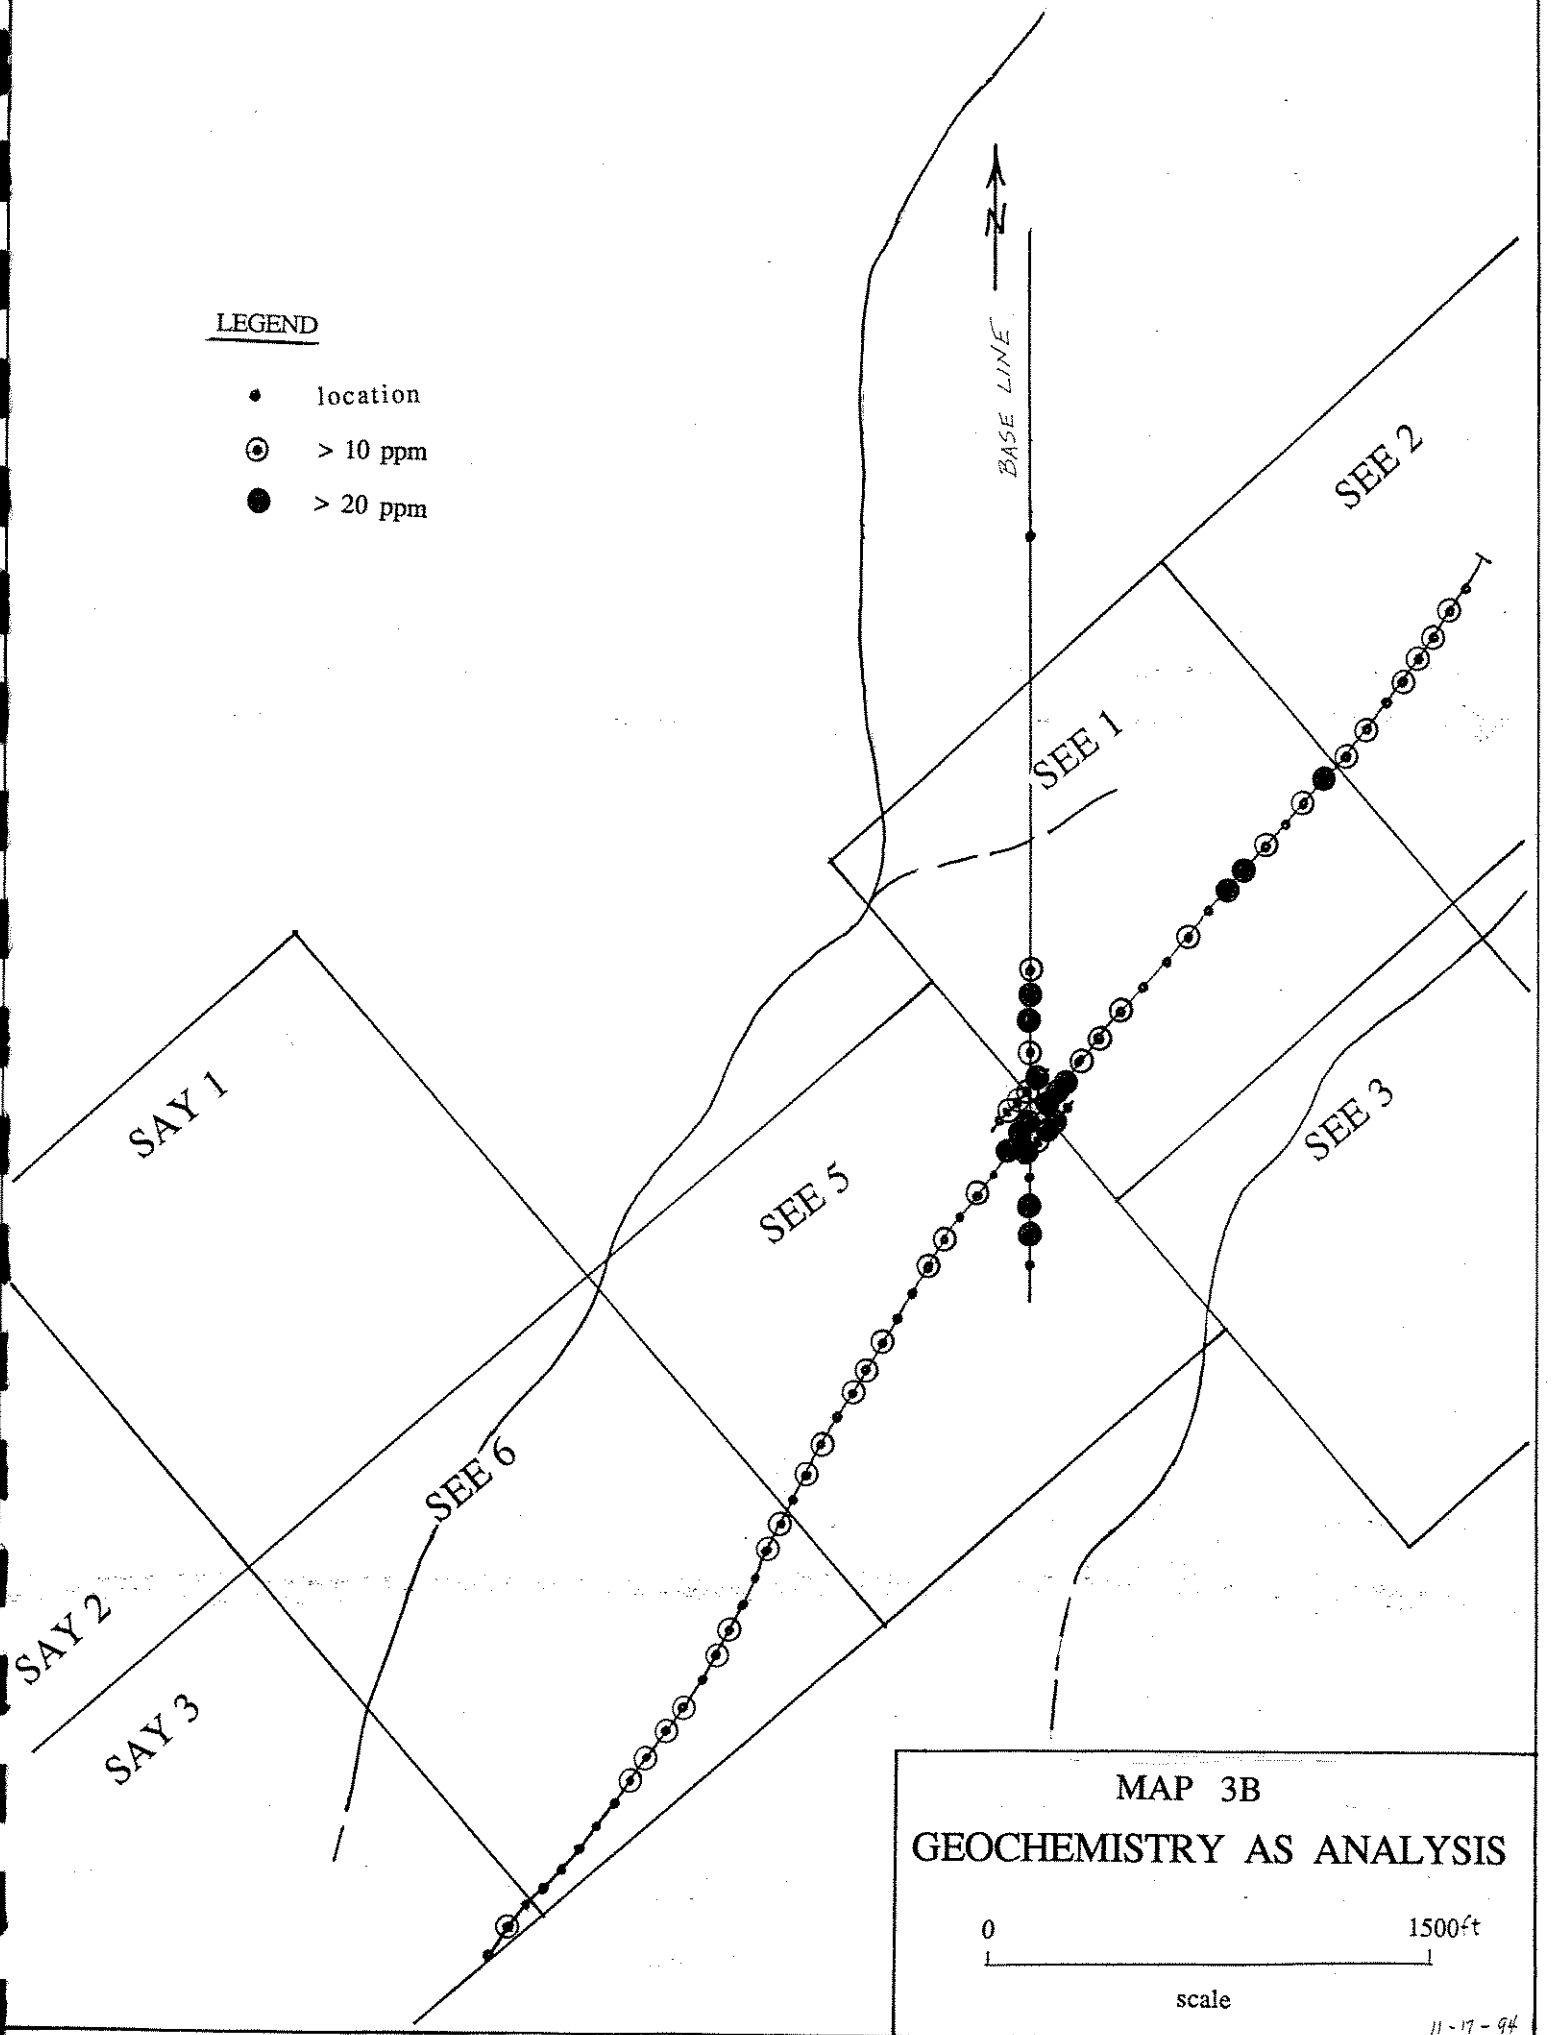 N
BASE LINE
LEGEND
location
> 10 ppm
> 20 ppm
SEE 2
SEE 1
SAY 1
SEE 3
SEE 5
SEE 6
SAY 2
SAY 3
MAP 3B
GEOCHEMISTRY AS ANALYSIS
0 1500ft
scale
11-17-94